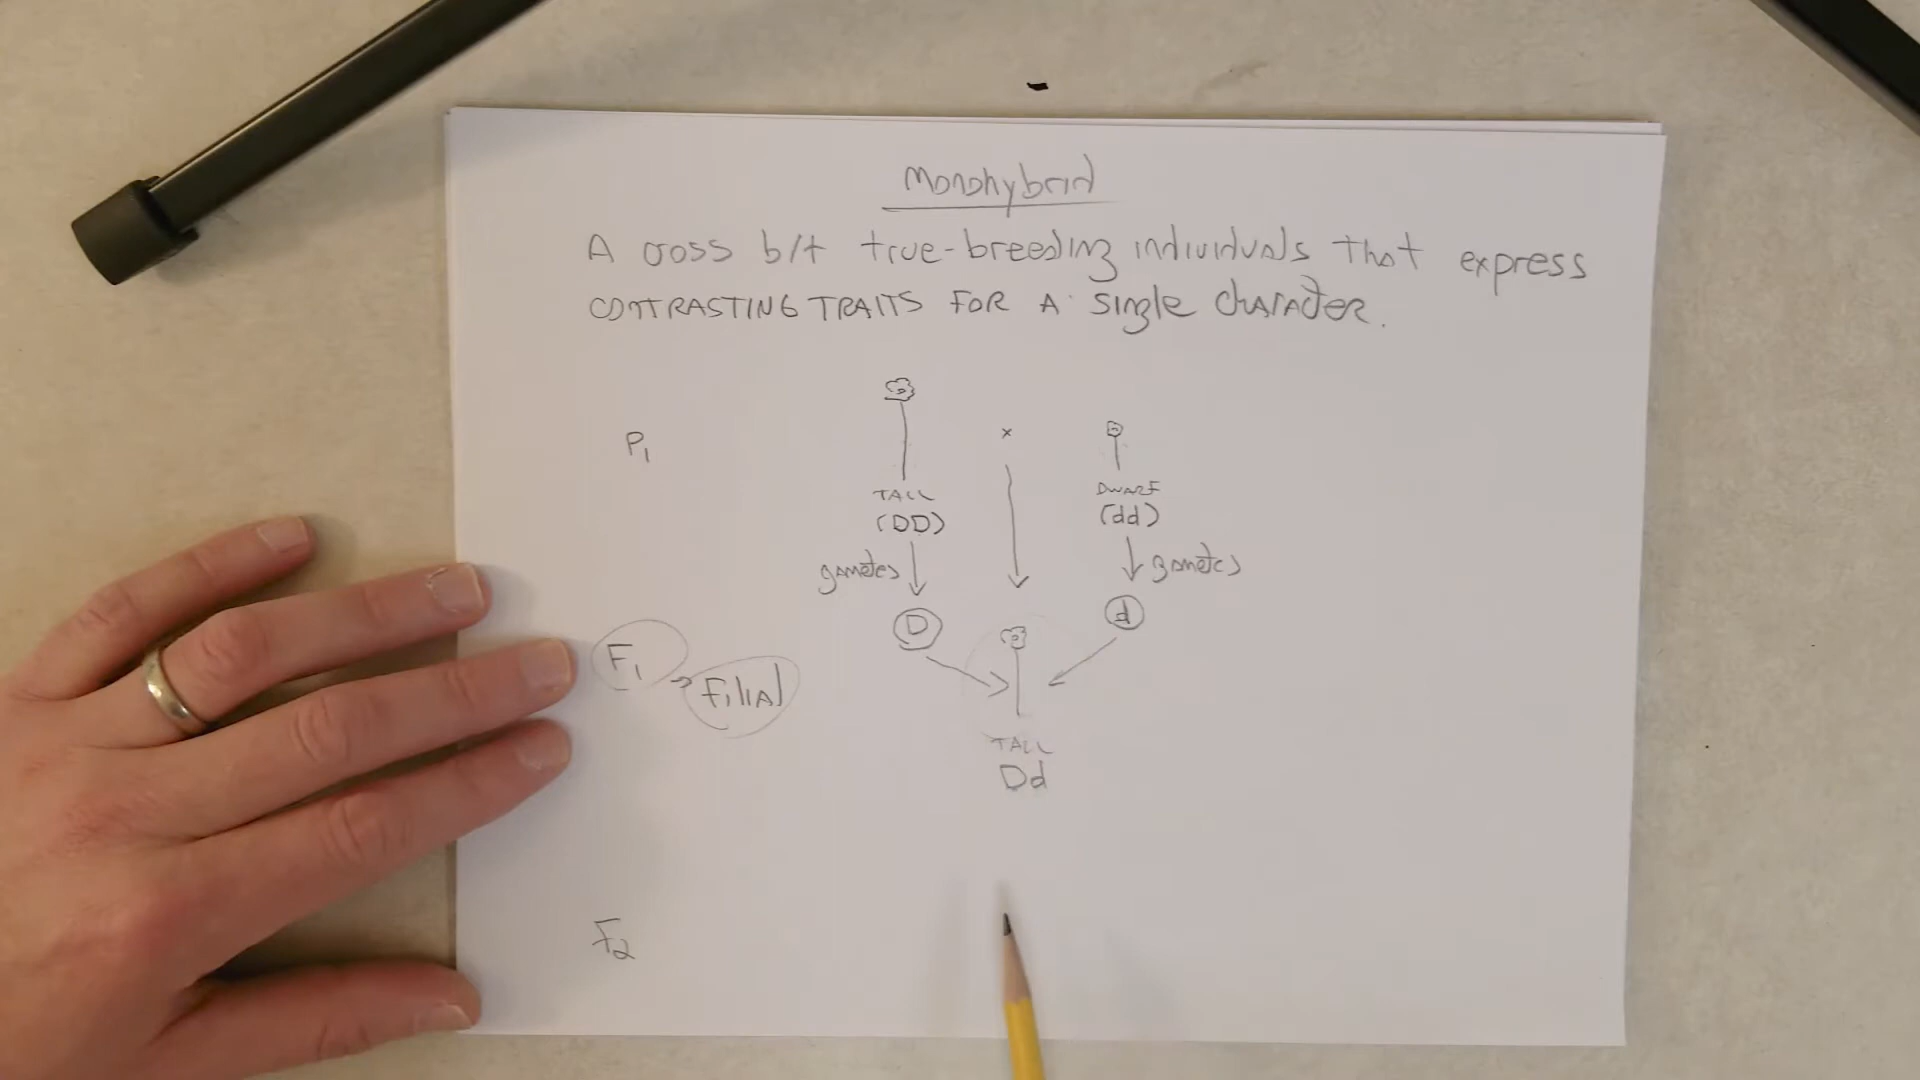 Monohybrid
A cross b/t true-breeding individuals that express
CONTRASTING TRAITS FOR A single character.
P1
x
TALL
DWARF
(DD)
(dd)
gametes
gametes
D
d
F1
Filial
TALL
Dd
F2